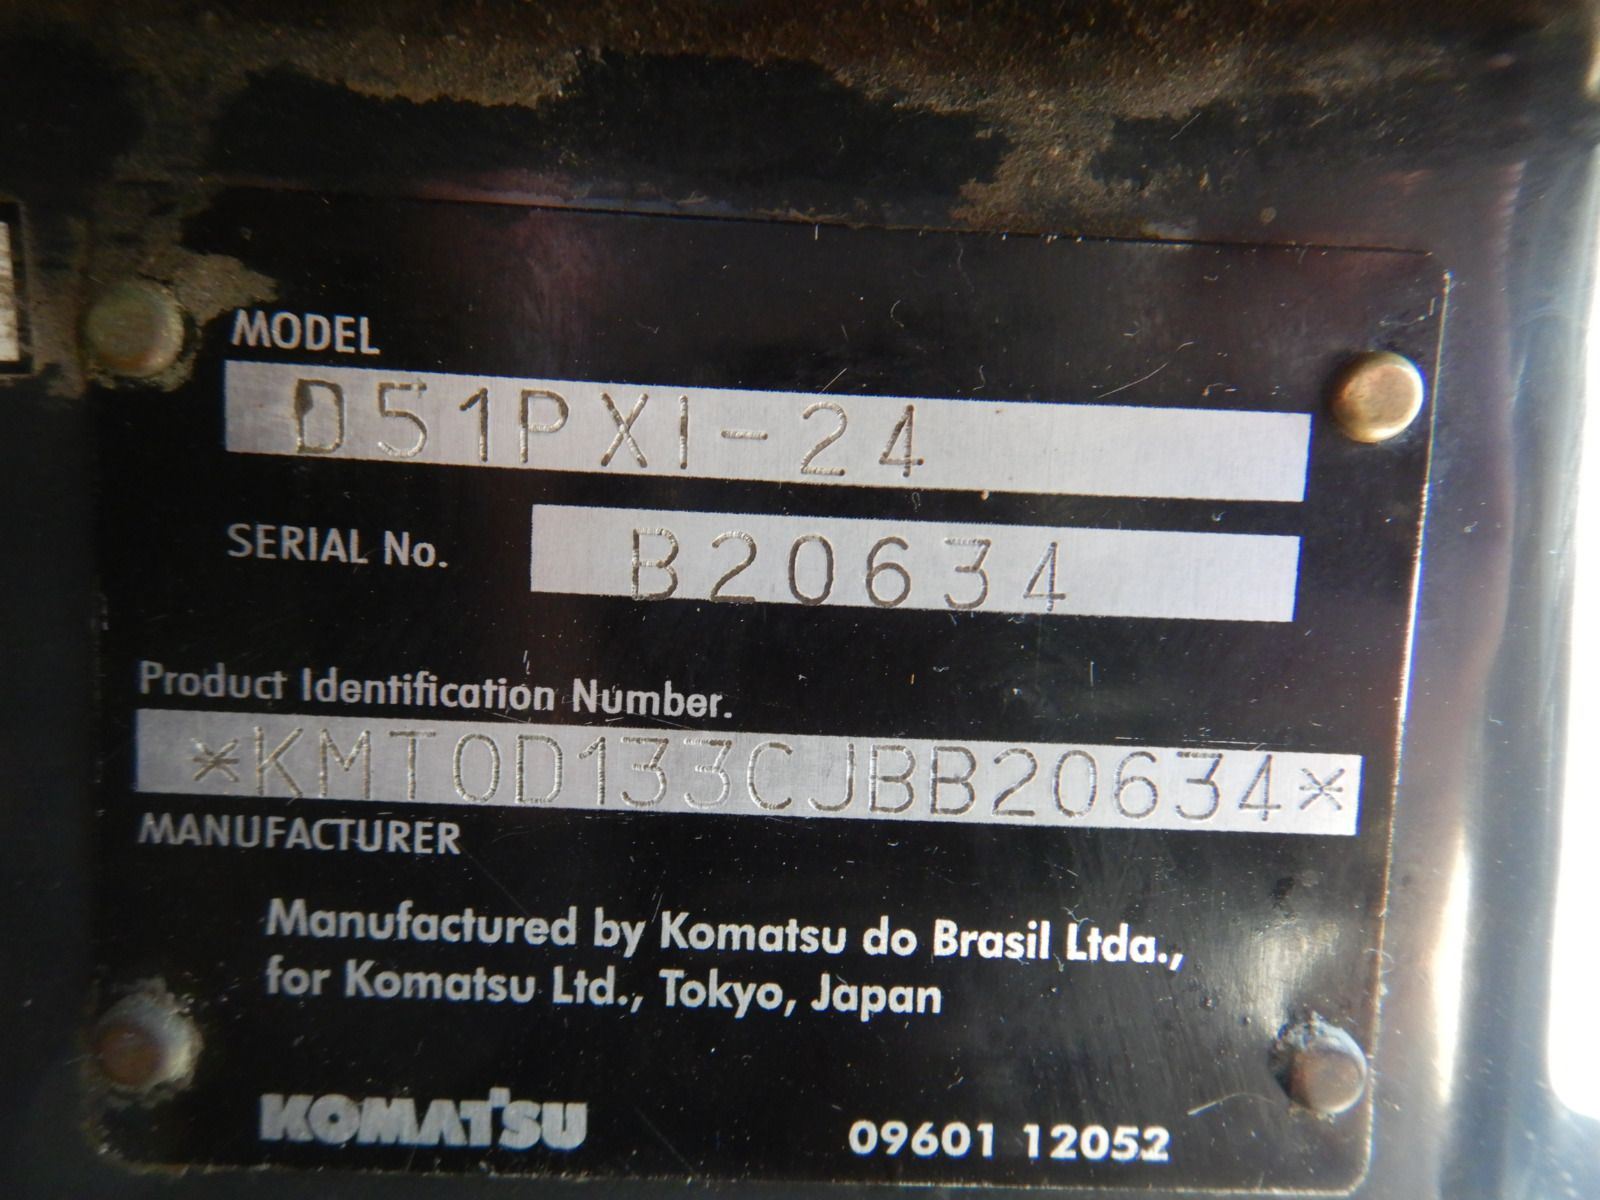 MODEL
D51PXI-24
SERIAL No.
B20634
Product Identification Number.
*KMT0D133CJBB20634*
MANUFACTURER
Manufactured by Komatsu do Brasil Ltda.,
for Komatsu Ltd., Tokyo, Japan
KOMATSU
09601 12052